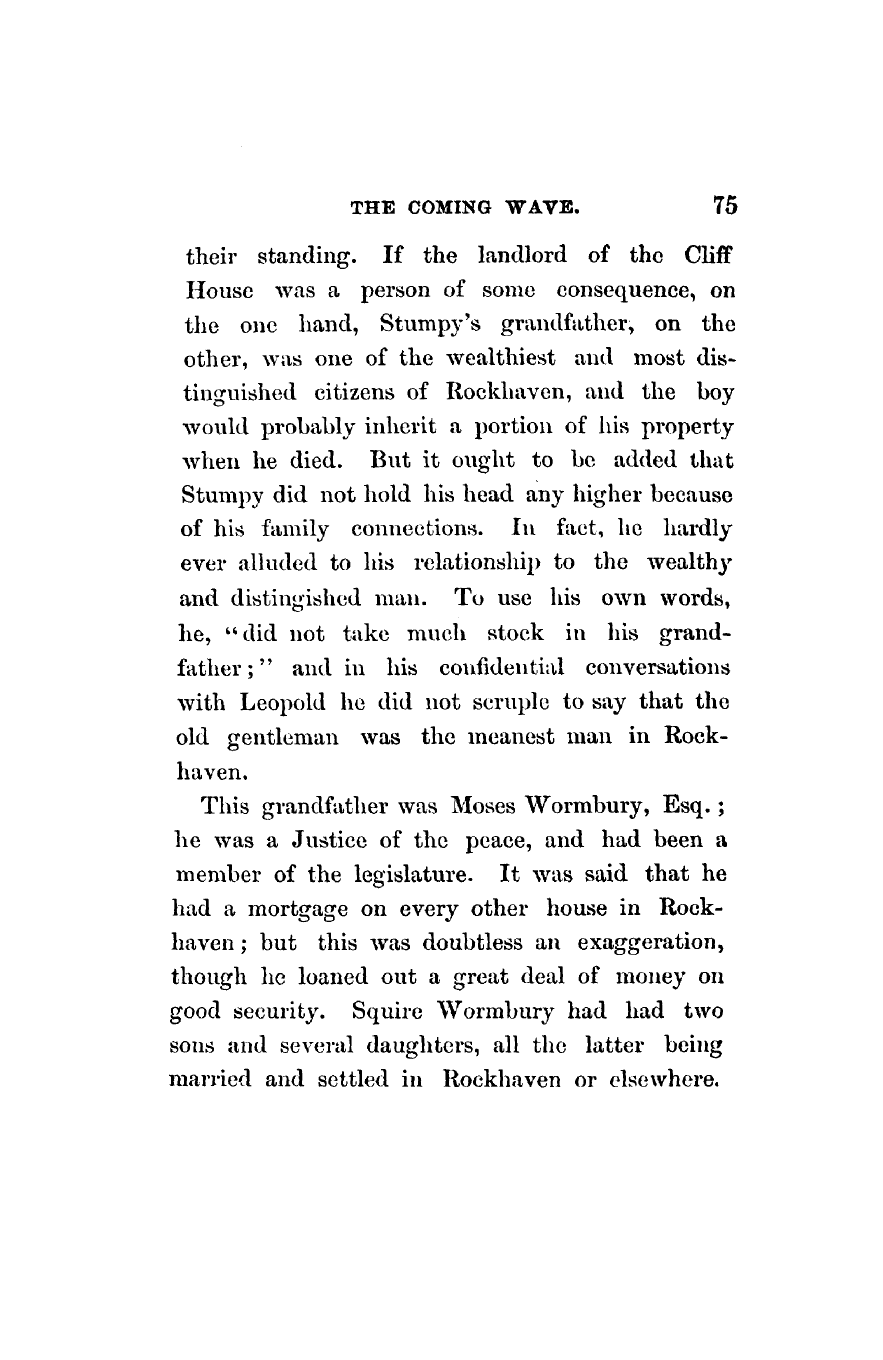 THE COMING WAVE. 75
their standing. If the landlord of the Cliff
House was a person of some consequence, on
the one hand, Stumpy's grandfather, on the
other, was one of the wealthiest and most dis-
tinguished citizens of Rockhaven, and the boy
would probably inherit a portion of his property
when he died. But it ought to be added that
Stumpy did not hold his head any higher because
of his family connections. In fact, he hardly
ever alluded to his relationship to the wealthy
and distingished man. To use his own words,
he, "did not take much stock in his grand-
father;" and in his confidential conversations
with Leopold he did not scruple to say that the
old gentleman was the meanest man in Rock-
haven.
This grandfather was Moses Wormbury, Esq.;
he was a Justice of the peace, and had been a
member of the legislature. It was said that he
had a mortgage on every other house in Rock-
haven; but this was doubtless an exaggeration,
though he loaned out a great deal of money on
good security. Squire Wormbury had had two
sons and several daughters, all the latter being
married and settled in Rockhaven or elsewhere.